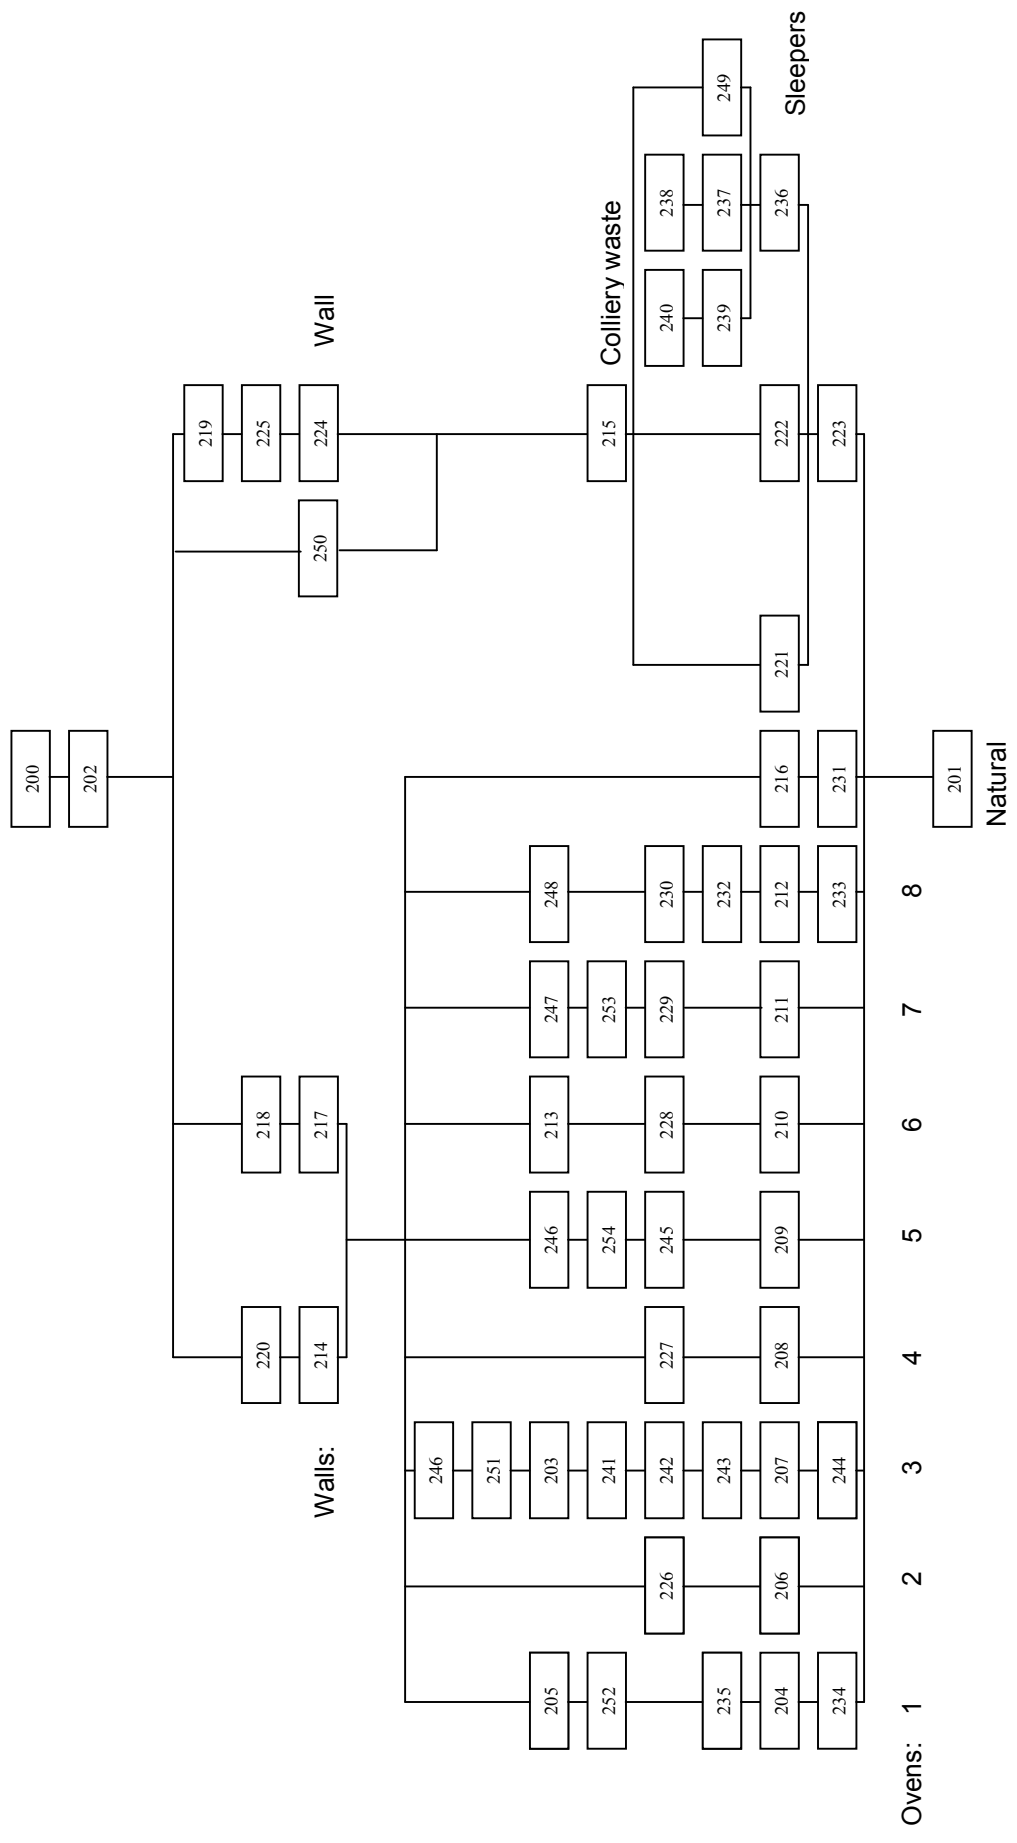 200
202
219
220 218 225
Walls: 214 217 250 224 Wall
246
251
205 203 246 213 247 248
252 241 254 253 215 Colliery waste
226 242 227 245 228 229 230 240 238
235 243 232 239 237 249
204 206 207 208 209 210 211 212 216 221 222 236 Sleepers
234 244 233 231 223
Ovens: 1 2 3 4 5 6 7 8
201
Natural